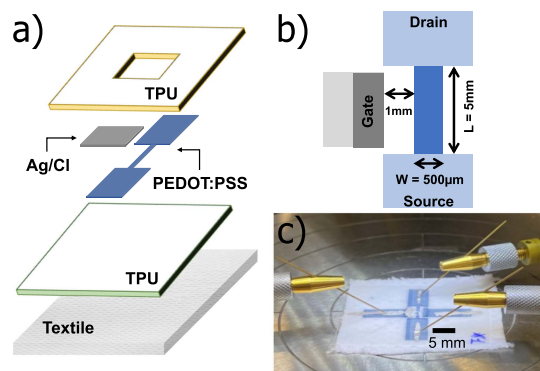 a)
TPU
Ag/Cl
PEDOT:PSS
TPU
Textile
b)
Drain
Gate
1mm
L = 5mm
W = 500µm
Source
c)
5 mm